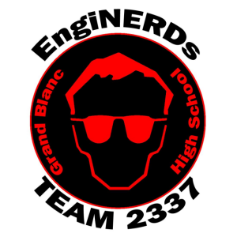 EngiNERDs
Grand Blanc
High School
TEAM 2337